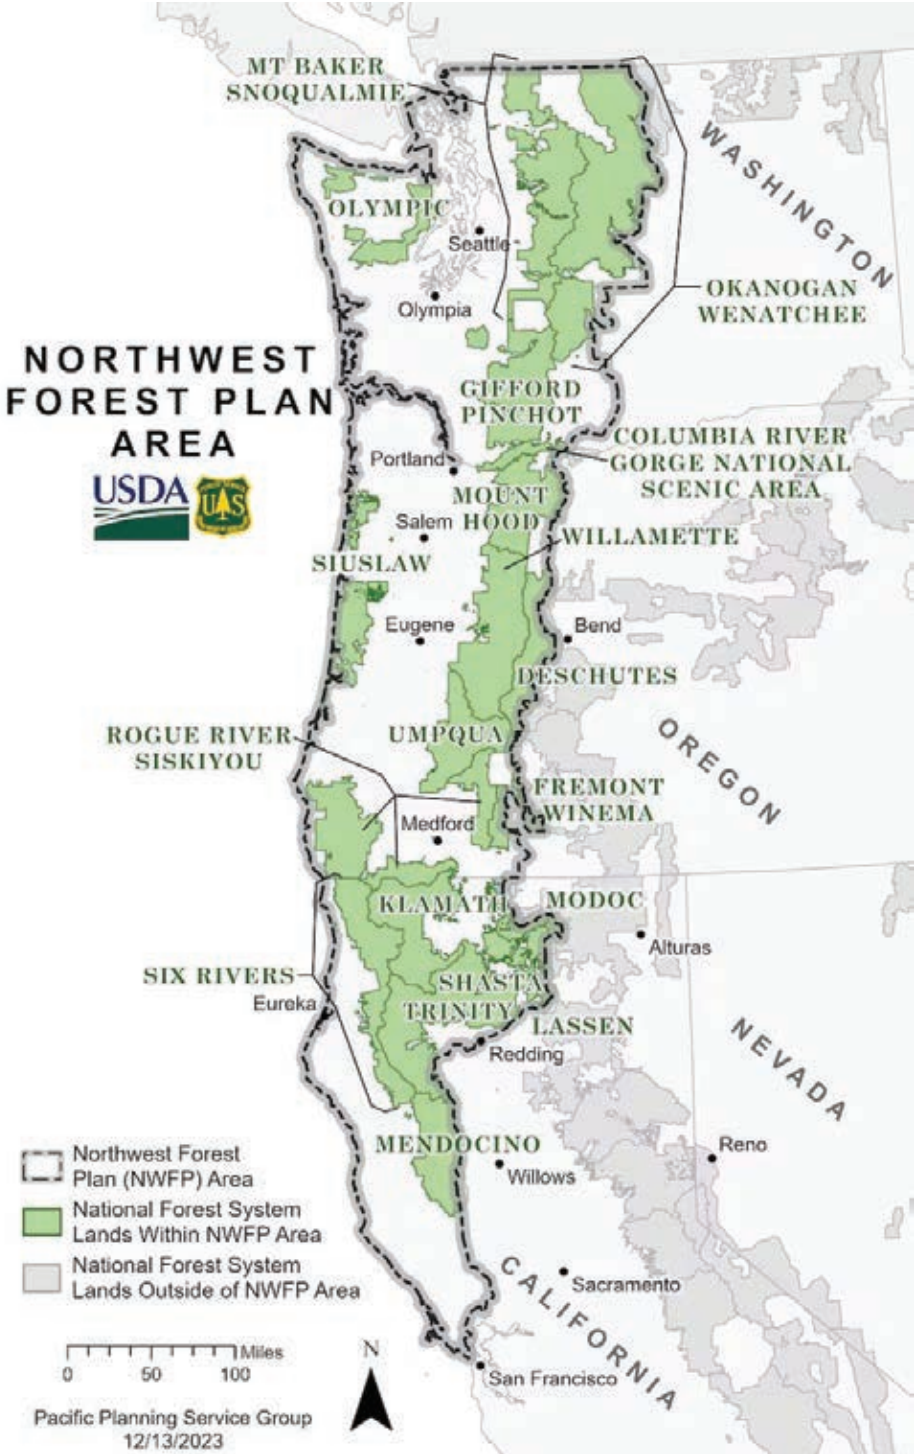 MT BAKER
SNOQUALMIE
WASHINGTON
OLYMPIC
Seattle
Olympia
OKANOGAN
WENATCHEE
NORTHWEST
FOREST PLAN
AREA
USDA
UAS
GIFFORD
PINCHOT
COLUMBIA RIVER
GORGE NATIONAL
SCENIC AREA
Portland
MOUNT
HOOD
Salem
WILLAMETTE
SIUSLAW
Eugene
Bend
DESCHUTES
ROGUE RIVER
SISKIYOU
UMPQUA
OREGON
FREMONT
WINEMA
Medford
KLAMATH
MODOC
Alturas
SIX RIVERS
SHASTA
TRINITY
Eureka
LASSEN
Redding
NEVADA
MENDOCINO
Reno
Willows
Northwest Forest
Plan (NWFP) Area
National Forest System
Lands Within NWFP Area
National Forest System
Lands Outside of NWFP Area
CALIFORNIA
Sacramento
San Francisco
Miles
0 50 100
N
Pacific Planning Service Group
12/13/2023